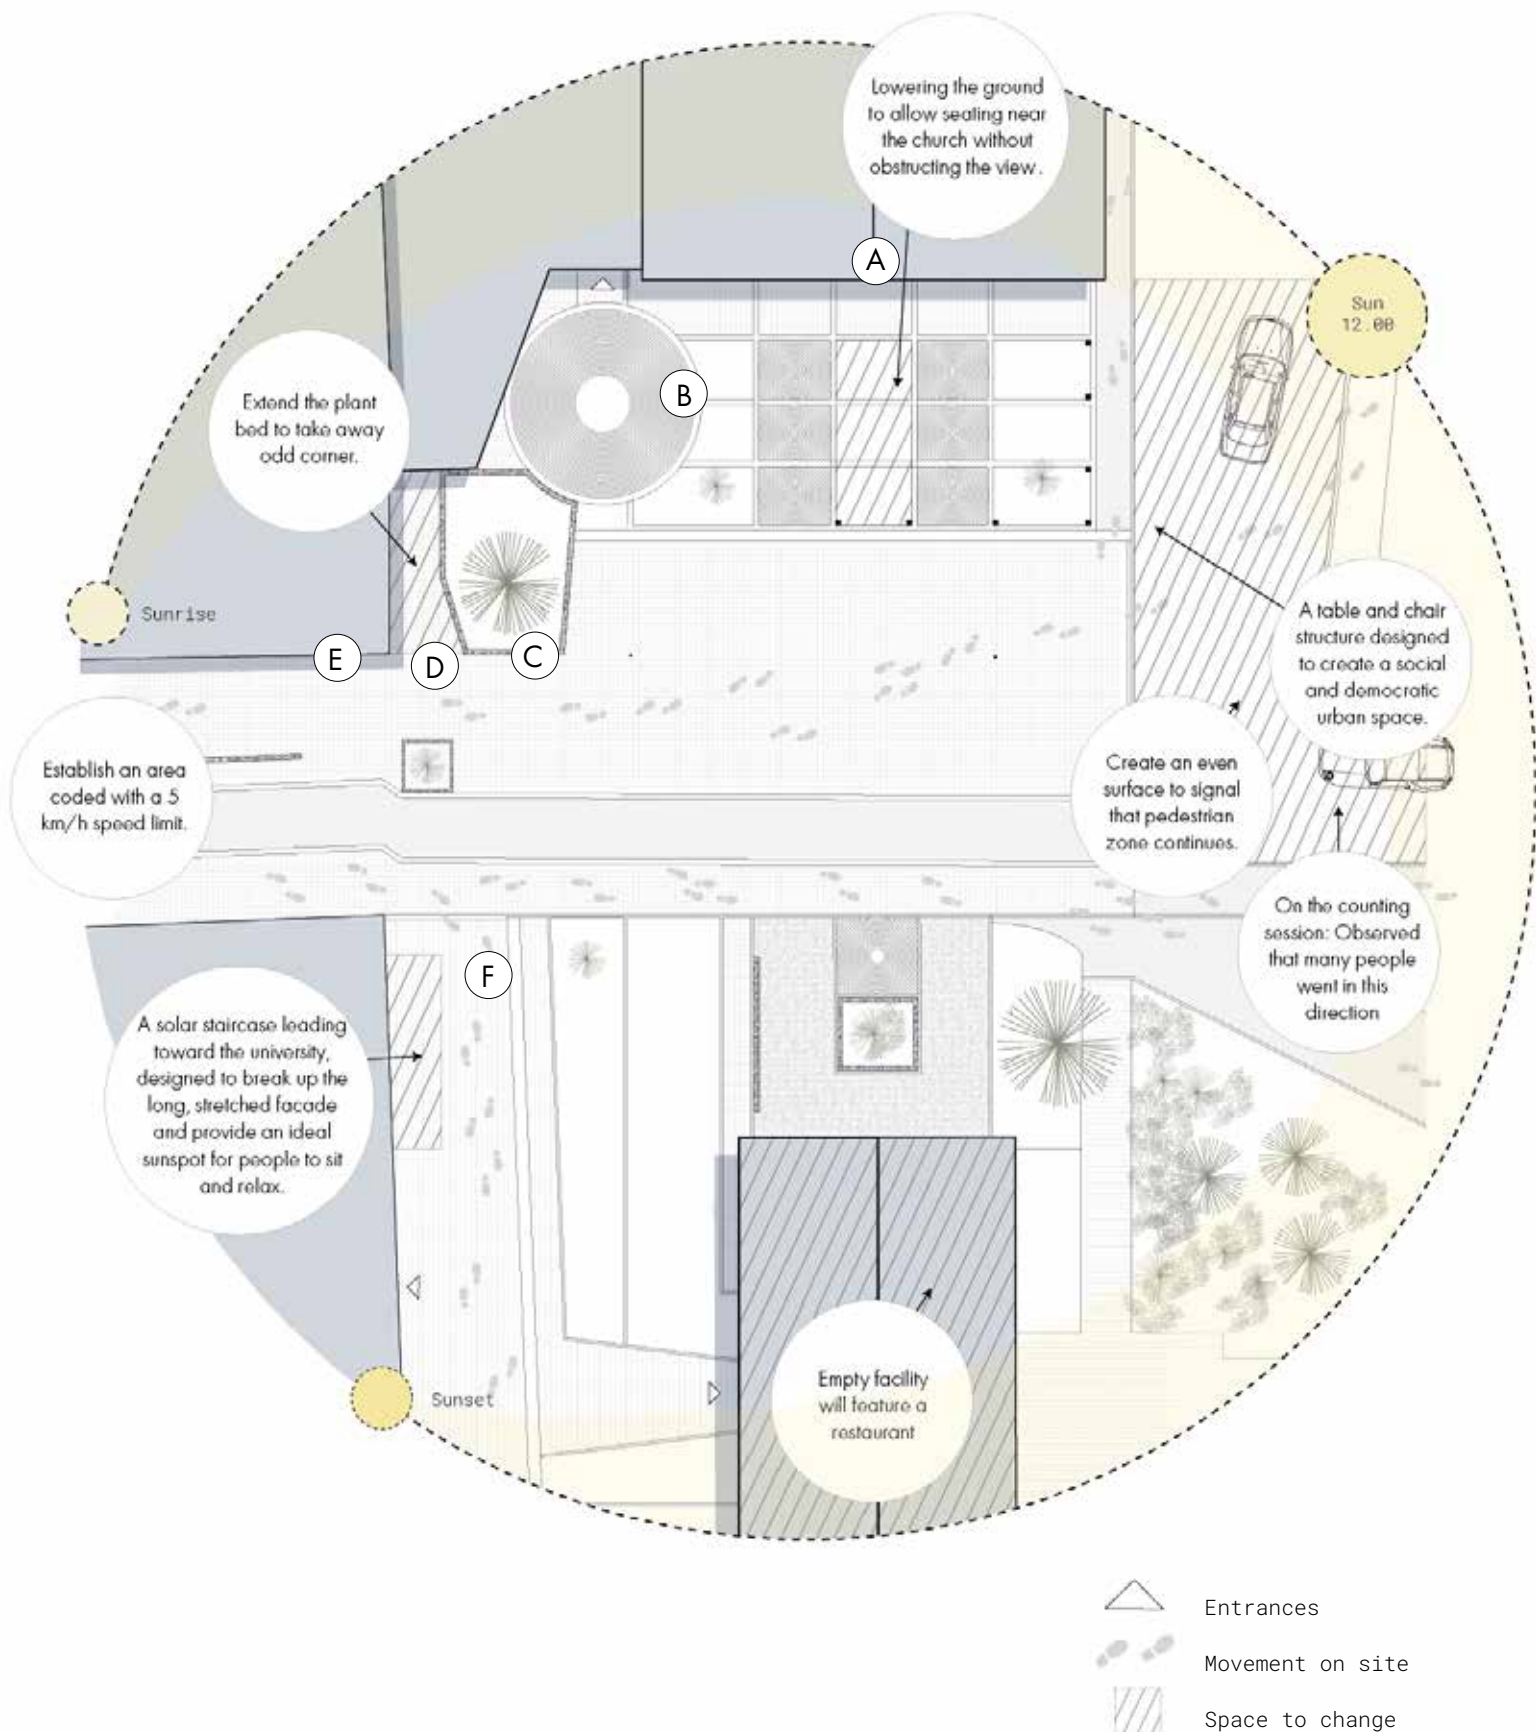 Lowering the ground
to allow seating near
the church without
obstructing the view.
A
Sun
12.00
B
Extend the plant
bed to take away
odd corner.
Sunrise
E
D
C
A table and chair
structure designed
to create a social
and democratic
urban space.
Establish an area
coded with a 5
km/h speed limit.
Create an even
surface to signal
that pedestrian
zone continues.
On the counting
session: Observed
that many people
went in this
direction
F
A solar staircase leading
toward the university,
designed to break up the
long, stretched facade
and provide an ideal
sunspot for people to sit
and relax.
Sunset
Empty facility
will feature a
restaurant
Entrances
Movement on site
Space to change